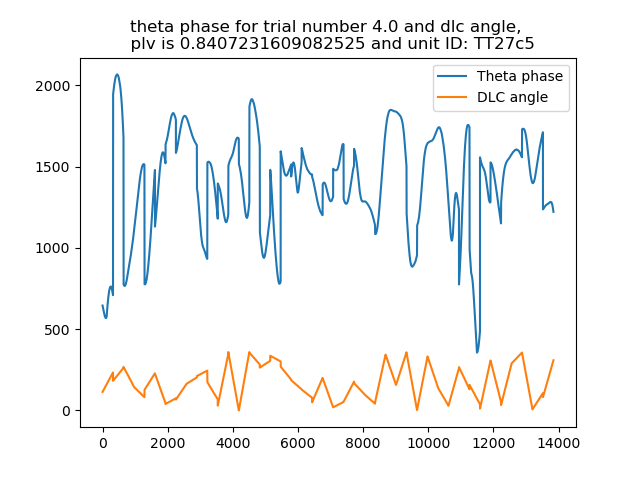 theta phase for trial number 4.0 and dlc angle,
plv is 0.8407231609082525 and unit ID: TT27c5
Theta phase
DLC angle
2000
1500
1000
500
0
0 2000 4000 6000 8000 10000 12000 14000